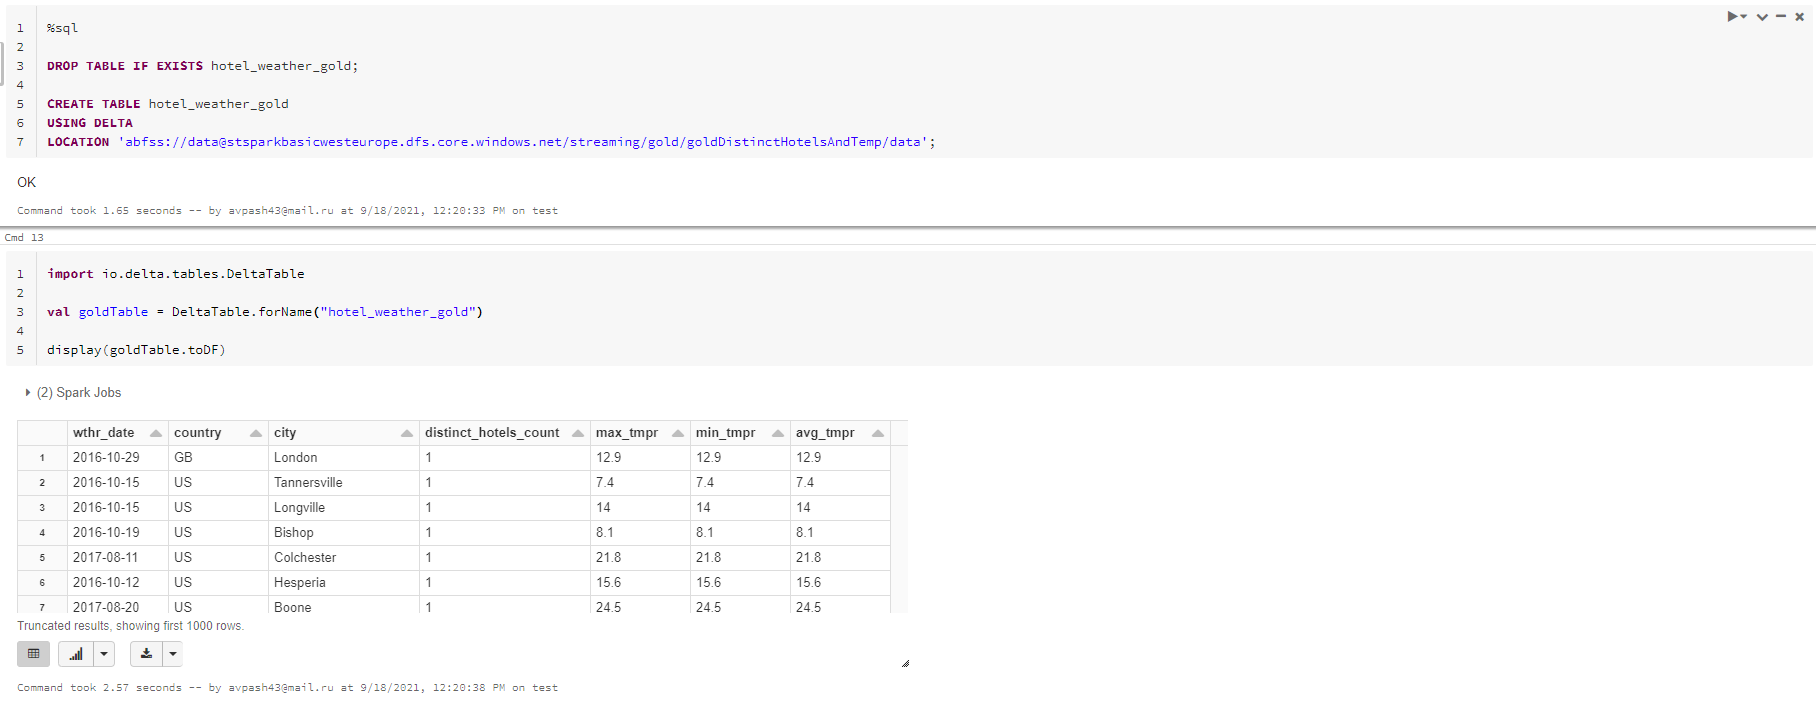 1 %sql
2
3 DROP TABLE IF EXISTS hotel_weather_gold;
4
5 CREATE TABLE hotel_weather_gold
6 USING DELTA
7 LOCATION 'abfss://data@stsparkbasicwesteurope.dfs.core.windows.net/streaming/gold/goldDistinctHotelsAndTemp/data';
OK
Command took 1.65 seconds -- by avpash43@mail.ru at 9/18/2021, 12:20:33 PM on test
Cmd 13
1 import io.delta.tables.DeltaTable
2
3 val goldTable = DeltaTable.forName("hotel_weather_gold")
4
5 display(goldTable.toDF)
(2) Spark Jobs
wthr_date country city distinct_hotels_count max_tmpr min_tmpr avg_tmpr
1 2016-10-29 GB London 1 12.9 12.9 12.9
2 2016-10-15 US Tannersville 1 7.4 7.4 7.4
3 2016-10-15 US Longville 1 14 14 14
4 2016-10-19 US Bishop 1 8.1 8.1 8.1
5 2017-08-11 US Colchester 1 21.8 21.8 21.8
6 2016-10-12 US Hesperia 1 15.6 15.6 15.6
7 2017-08-20 US Boone 1 24.5 24.5 24.5
Truncated results, showing first 1000 rows.
Command took 2.57 seconds -- by avpash43@mail.ru at 9/18/2021, 12:20:38 PM on test